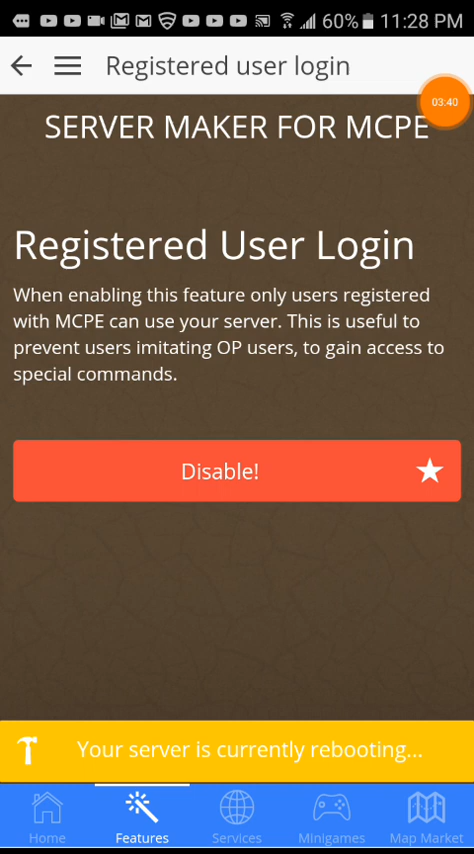 60% 11:28 PM
Registered user login
03:40
SERVER MAKER FOR MCPE
Registered User Login
When enabling this feature only users registered
with MCPE can use your server. This is useful to
prevent users imitating OP users, to gain access to
special commands.
Disable!
Your server is currently rebooting...
Home Features Services Minigames Map Market